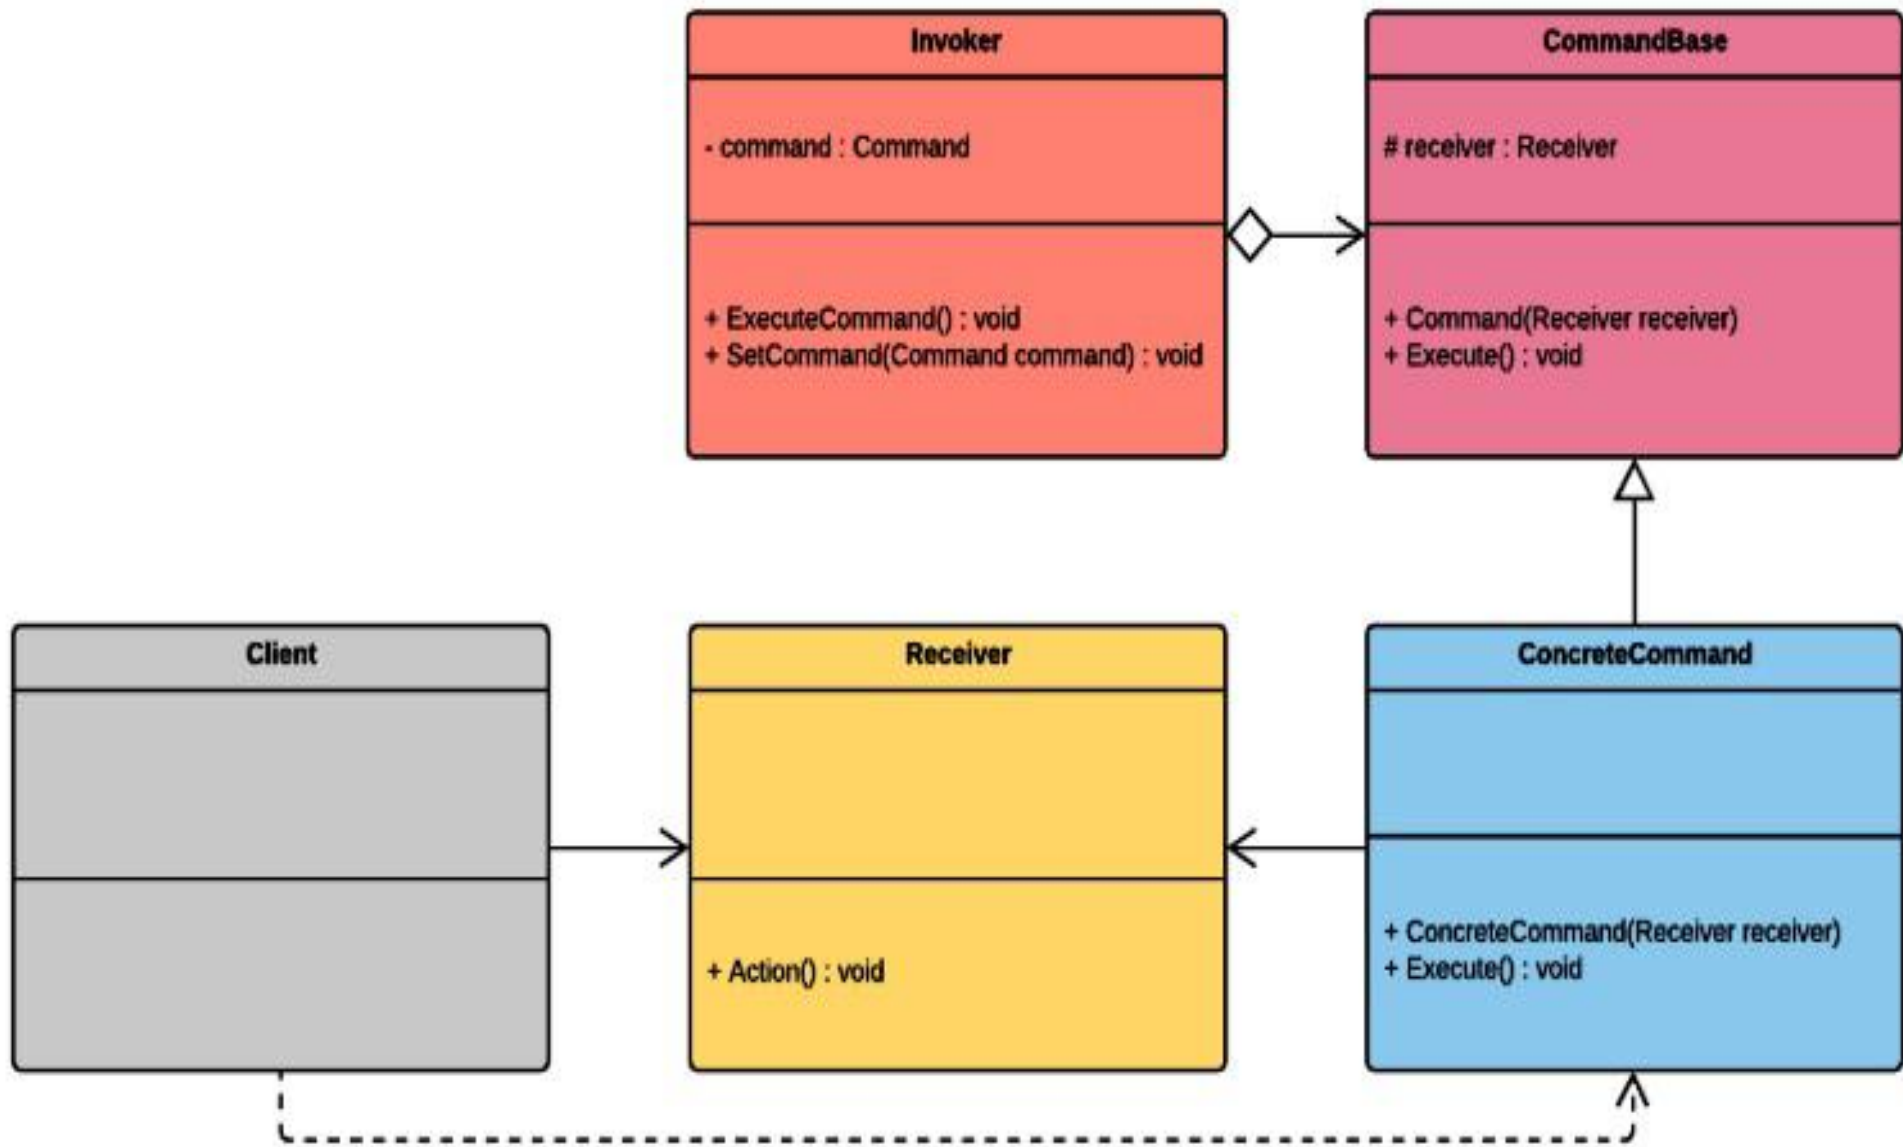 Invoker
- command : Command
+ ExecuteCommand() : void
+ SetCommand(Command command) : void
CommandBase
# receiver : Receiver
+ Command(Receiver receiver)
+ Execute() : void
Client
Receiver
+ Action() : void
ConcreteCommand
+ ConcreteCommand(Receiver receiver)
+ Execute() : void